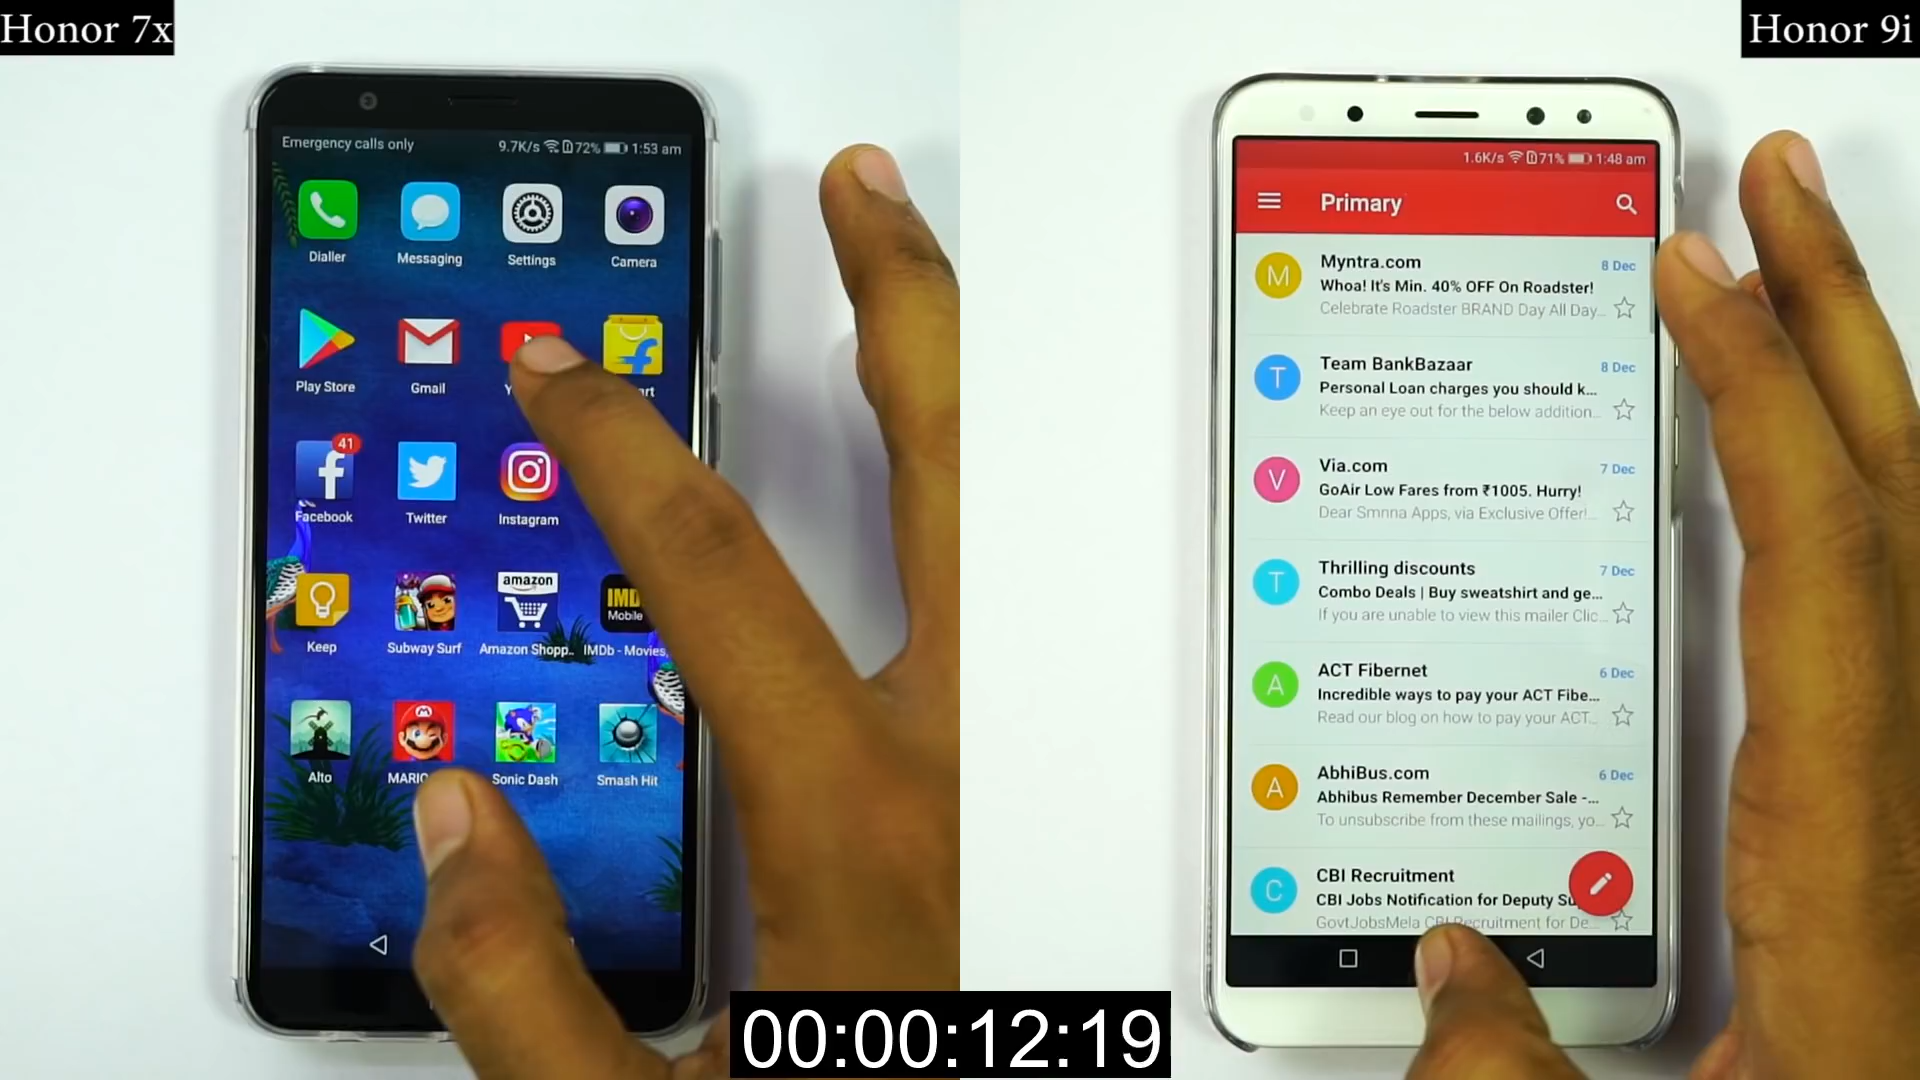 Honor 7x
Honor 9i
Emergency calls only
9.7K/s 72% 1:53 am
Dialler
Messaging
Settings
Camera
Play Store
Gmail
41
Facebook
Twitter
Instagram
amazon
IMD
Mobile
Keep
Subway Surf
Amazon Shopp..
IMDb - Movies,
Alto
MARIO
Sonic Dash
Smash Hit
1.6K/s 71% 1:48 am
Primary
M
Myntra.com
8 Dec
Whoa! It's Min. 40% OFF On Roadster!
Celebrate Roadster BRAND Day All Day...
T
Team BankBazaar
8 Dec
Personal Loan charges you should k...
Keep an eye out for the below addition...
V
Via.com
7 Dec
GoAir Low Fares from ₹1005. Hurry!
Dear Smnna Apps, via Exclusive Offer!...
T
Thrilling discounts
7 Dec
Combo Deals | Buy sweatshirt and ge...
If you are unable to view this mailer Clic...
A
ACT Fibernet
6 Dec
Incredible ways to pay your ACT Fibe...
Read our blog on how to pay your ACT...
A
AbhiBus.com
6 Dec
Abhibus Remember December Sale -...
To unsubscribe from these mailings, yo...
C
CBI Recruitment
CBI Jobs Notification for Deputy Su
GovtJobsMela CBI Recruitment for De...
00:00:12:19